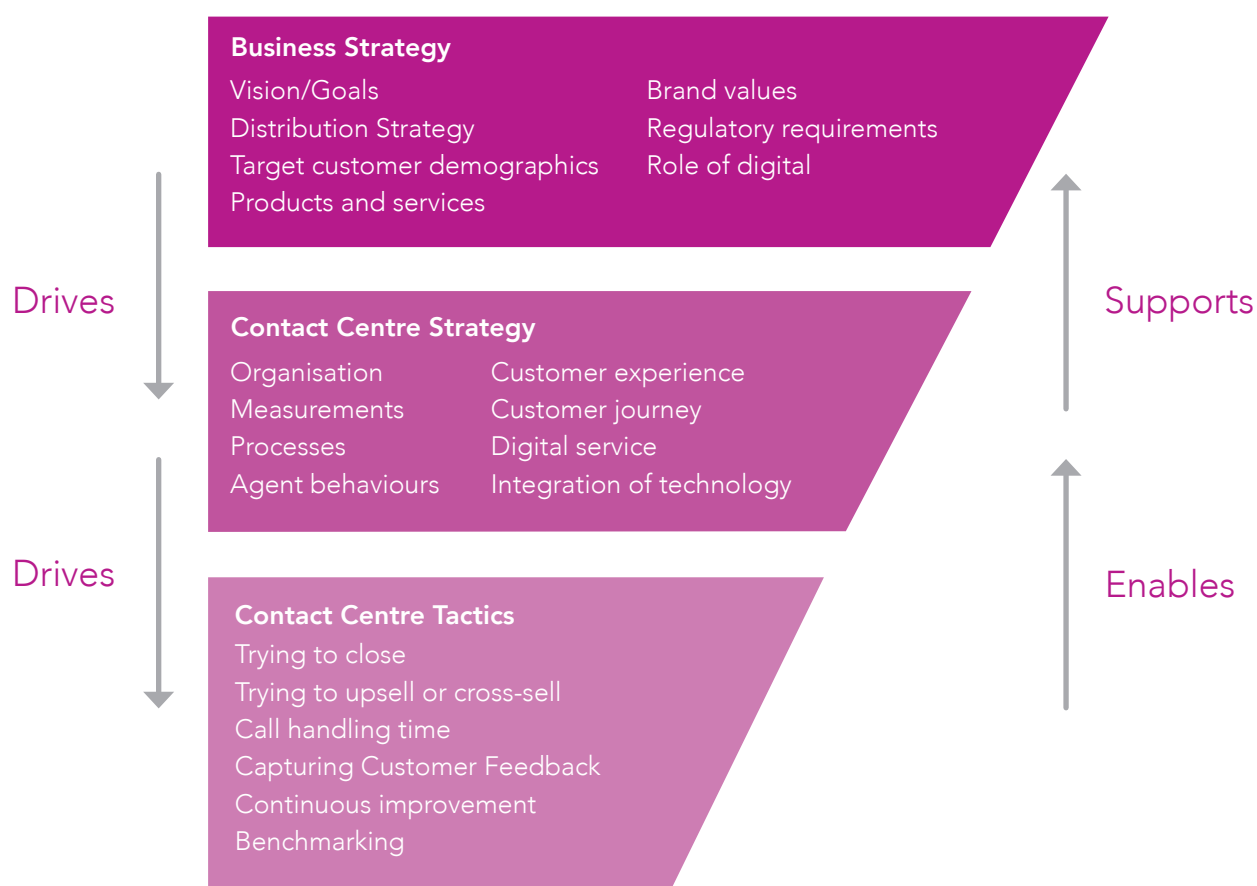 Business Strategy
Vision/Goals
Distribution Strategy
Target customer demographics
Products and services
Brand values
Regulatory requirements
Role of digital
Drives
Supports
Contact Centre Strategy
Organisation
Measurements
Processes
Agent behaviours
Customer experience
Customer journey
Digital service
Integration of technology
Drives
Enables
Contact Centre Tactics
Trying to close
Trying to upsell or cross-sell
Call handling time
Capturing Customer Feedback
Continuous improvement
Benchmarking